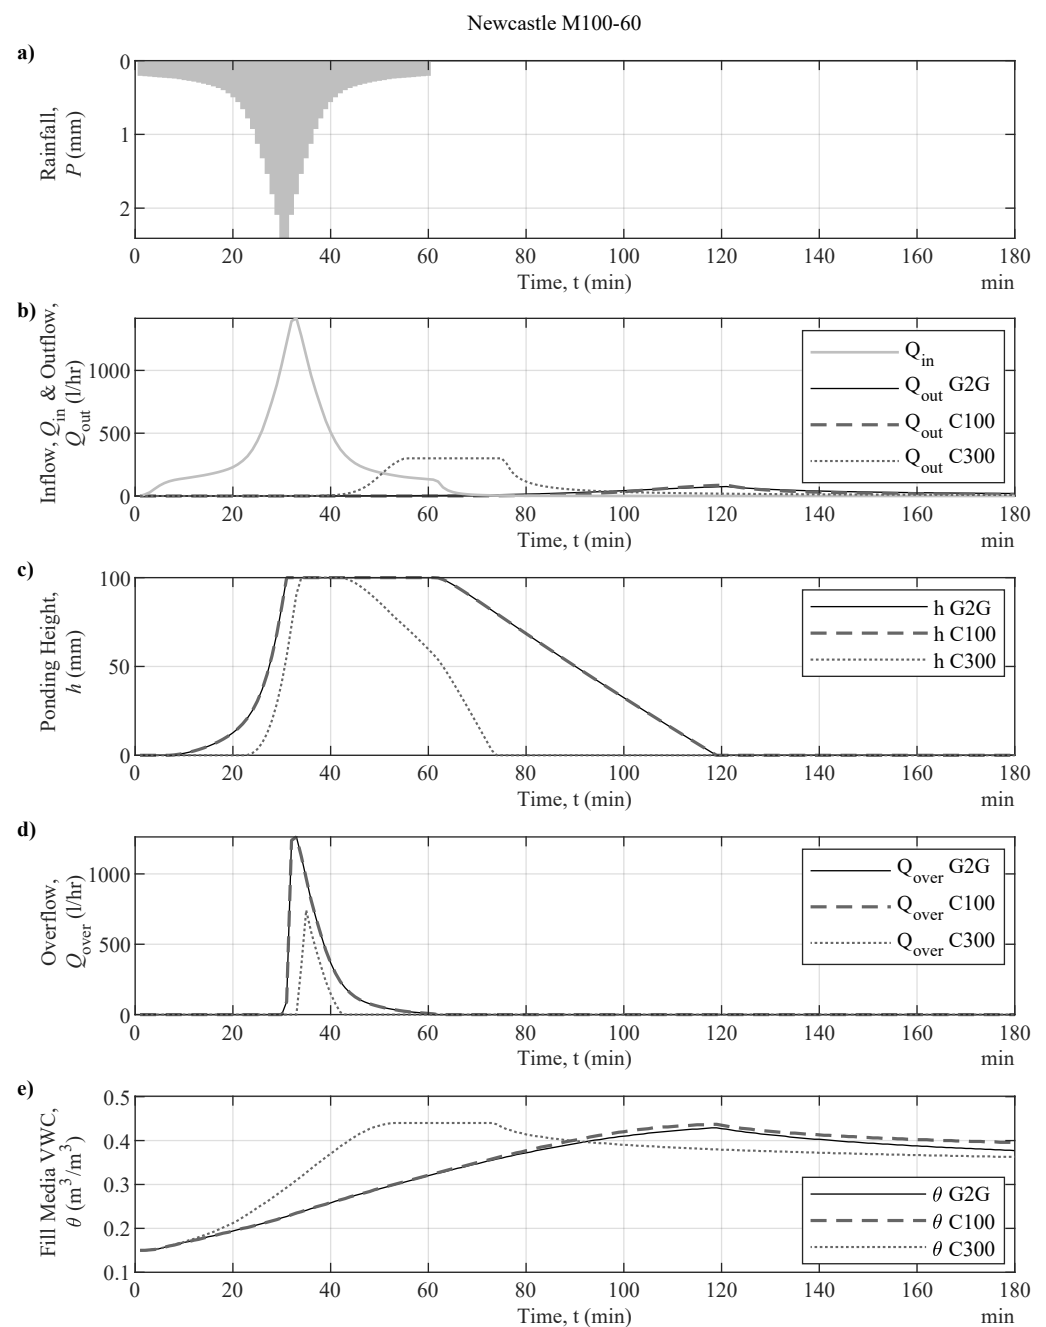 Newcastle M100-60
a)
Rainfall,
P (mm)
0
1
2
0 20 40 60 80 100 120 140 160 180
Time, t (min)
min
b)
Inflow, Qin & Outflow,
Qout (l/hr)
1000
500
0
Qin
Qout G2G
Qout C100
Qout C300
0 20 40 60 80 100 120 140 160 180
Time, t (min)
min
c)
Ponding Height,
h (mm)
100
50
0
h G2G
h C100
h C300
0 20 40 60 80 100 120 140 160 180
Time, t (min)
min
d)
Overflow,
Qover (l/hr)
1000
500
0
Qover G2G
Qover C100
Qover C300
0 20 40 60 80 100 120 140 160 180
Time, t (min)
min
e)
Fill Media VWC,
θ (m³/m³)
0.5
0.4
0.3
0.2
0.1
θ G2G
θ C100
θ C300
0 20 40 60 80 100 120 140 160 180
Time, t (min)
min